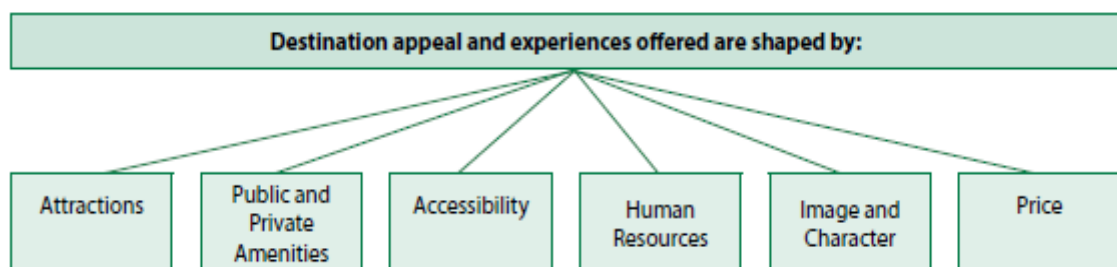 Destination appeal and experiences offered are shaped by:
Attractions
Public and
Private
Amenities
Accessibility
Human
Resources
Image and
Character
Price